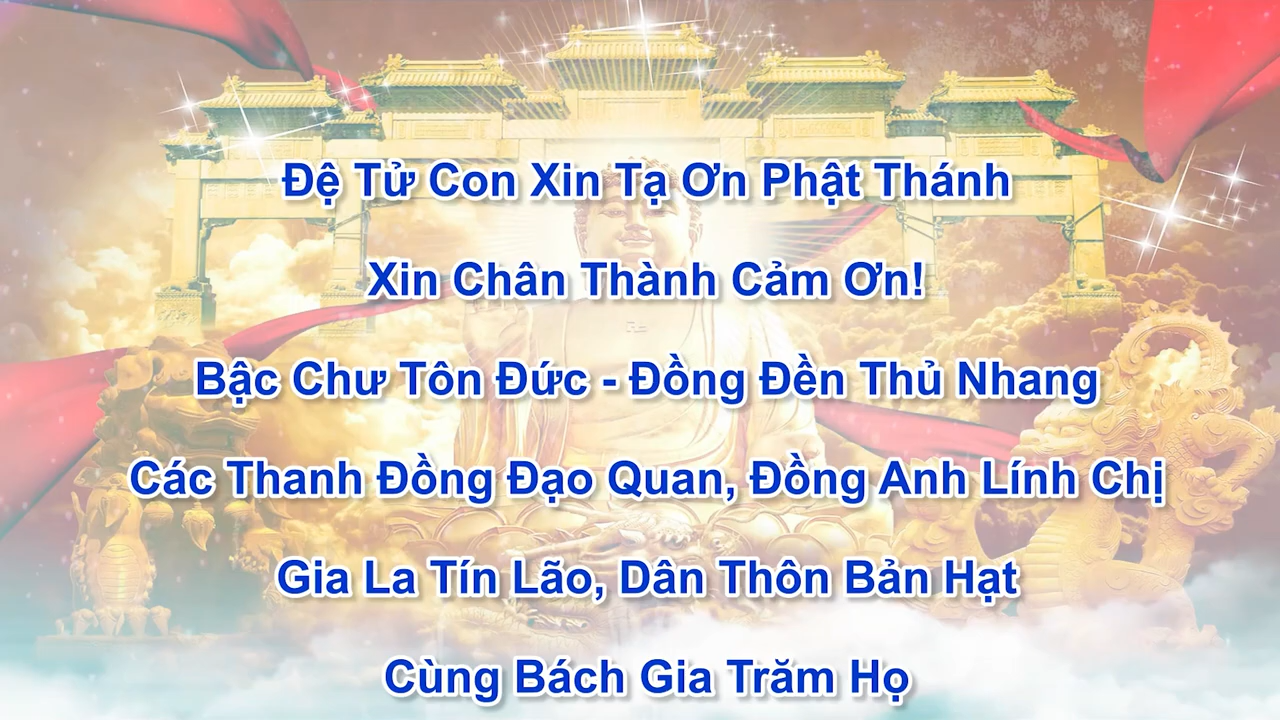 Đệ Tử Con Xin Tạ Ơn Phật Thánh
Xin Chân Thành Cảm Ơn!
Bậc Chư Tôn Đức - Đồng Đền Thủ Nhang
Các Thanh Đồng Đạo Quan, Đồng Anh Lính Chị
Gia La Tín Lão, Dân Thôn Bản Hạt
Cùng Bách Gia Trăm Họ